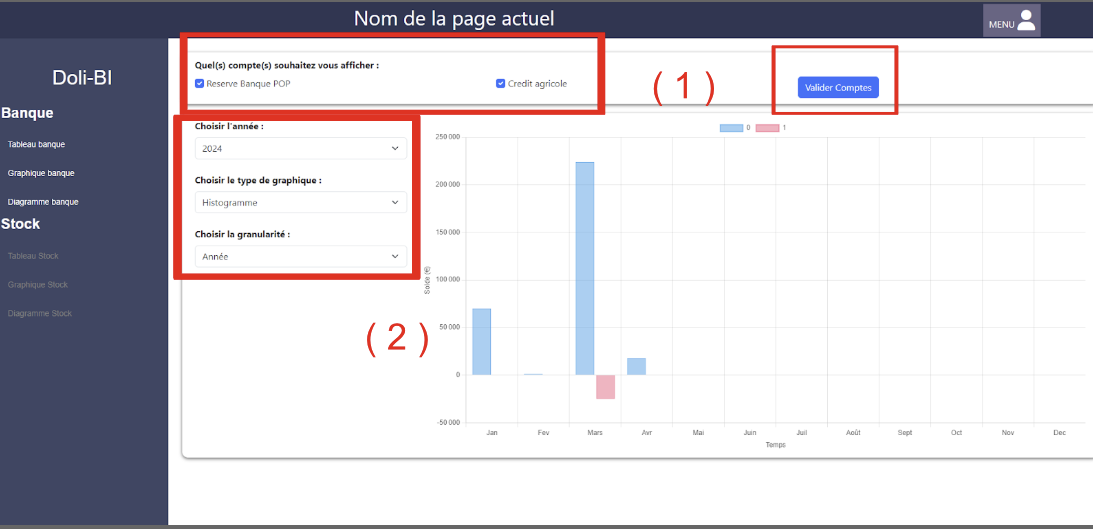 Nom de la page actuel
MENU
Doli-BI
Banque
Tableau banque
Graphique banque
Diagramme banque
Stock
Tableau Stock
Graphique Stock
Diagramme Stock
Quel(s) compte(s) souhaitez vous afficher :
Reserve Banque POP
Credit agricole
( 1 )
Valider Comptes
Choisir l'année :
2024
Choisir le type de graphique :
Histogramme
Choisir la granularité :
Année
( 2 )
0 1
250 000
200 000
150 000
100 000
50 000
0
-50 000
Solde (€)
Jan Fev Mars Avr Mai Juin Juil Août Sept Oct Nov Dec
Temps